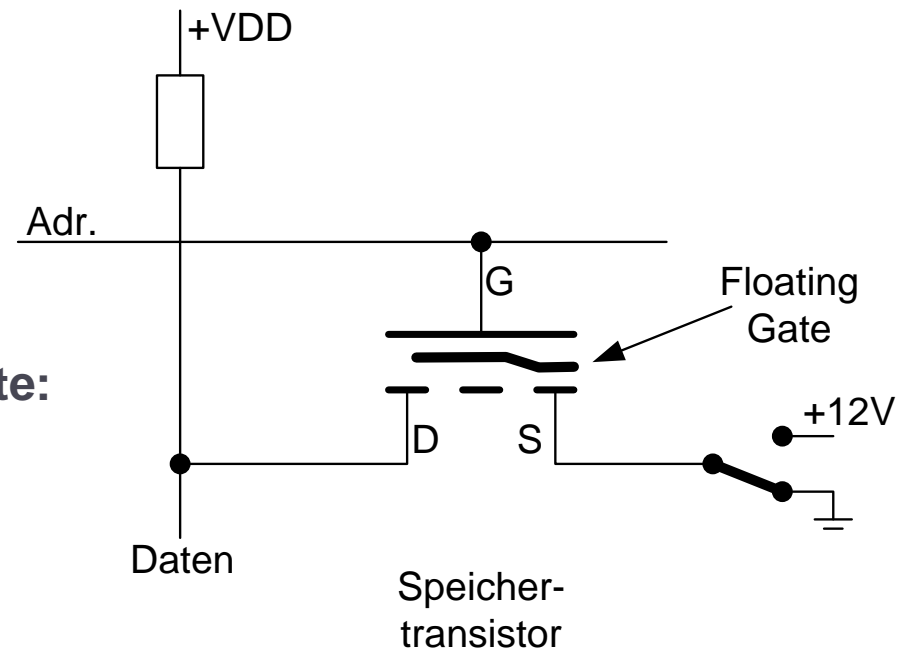 +VDD
Adr.
G
Floating
Gate
te:
+12V
D
S
Daten
Speicher-
transistor